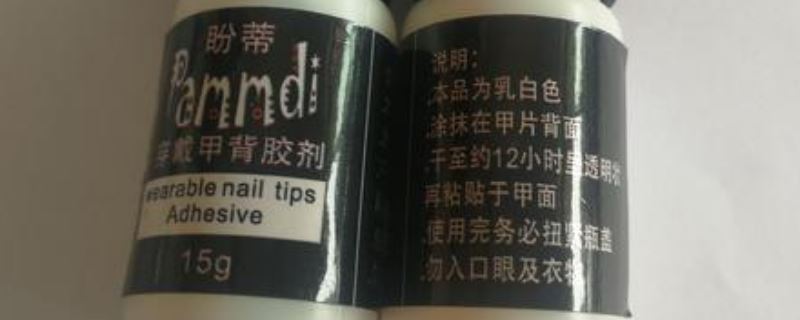 盼蒂
Pammdi
穿戴甲背胶剂
wearable nail tips
Adhesive
15g
说明：
.本品为乳白色
.涂抹在甲片背面
.干至约12小时呈透明状
再粘贴于甲面
.使用完务必扭紧瓶盖
.勿入口眼及衣物